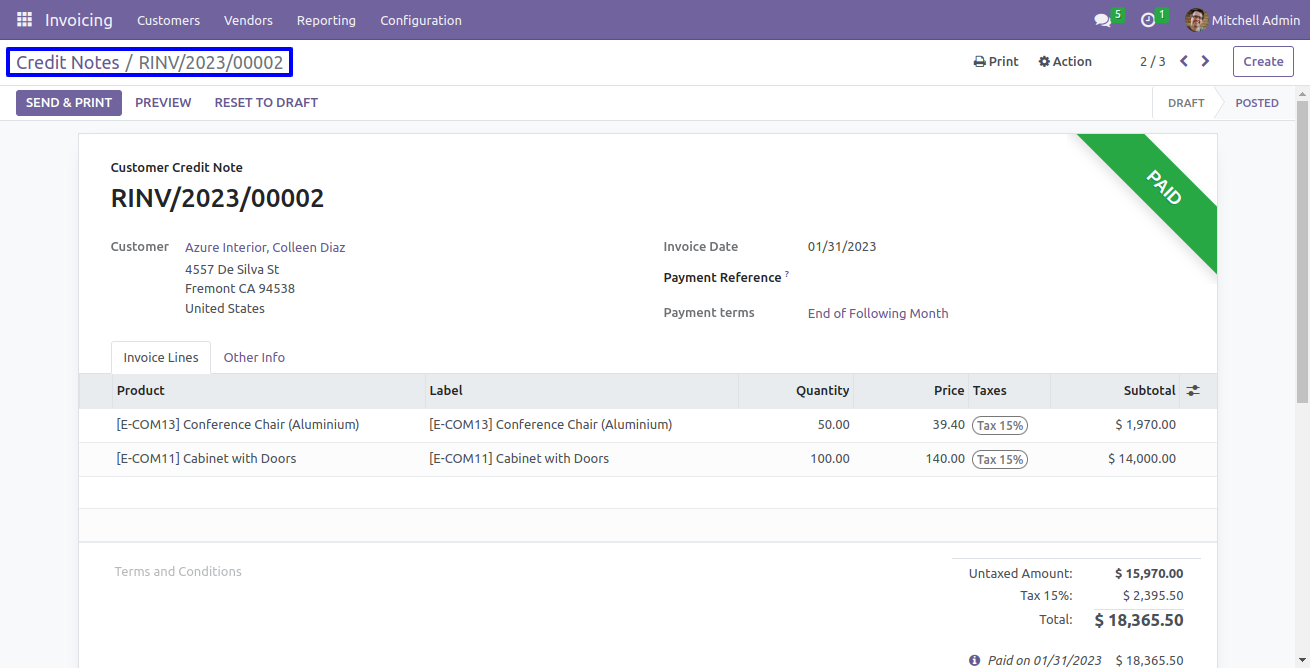 Invoicing Customers Vendors Reporting Configuration 5 1 Mitchell Admin
Credit Notes / RINV/2023/00002 Print Action 2 / 3 Create
SEND & PRINT PREVIEW RESET TO DRAFT DRAFT POSTED
PAID
Customer Credit Note
RINV/2023/00002
Customer Azure Interior, Colleen Diaz Invoice Date 01/31/2023
4557 De Silva St
Fremont CA 94538 Payment Reference ?
United States Payment terms End of Following Month
Invoice Lines Other Info
Product Label Quantity Price Taxes Subtotal
[E-COM13] Conference Chair (Aluminium) [E-COM13] Conference Chair (Aluminium) 50.00 39.40 Tax 15% $ 1,970.00
[E-COM11] Cabinet with Doors [E-COM11] Cabinet with Doors 100.00 140.00 Tax 15% $ 14,000.00
Terms and Conditions Untaxed Amount: $ 15,970.00
Tax 15%: $ 2,395.50
Total: $ 18,365.50
Paid on 01/31/2023 $ 18,365.50